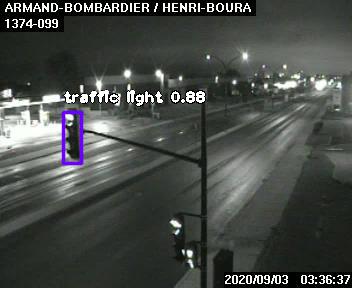 ARMAND-BOMBARDIER / HENRI-BOURA
1374-099
traffic light 0.88
2020/09/03 03:36:37